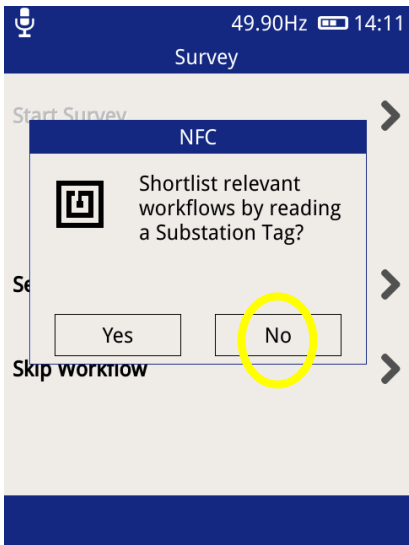 49.90Hz 14:11
Survey
Start Survey
NFC
Shortlist relevant
workflows by reading
a Substation Tag?
Se
Yes No
Skip Workflow